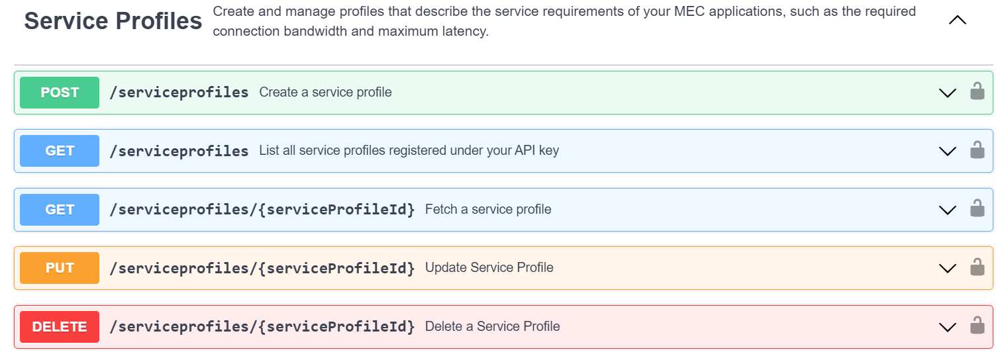 Service Profiles
Create and manage profiles that describe the service requirements of your MEC applications, such as the required
connection bandwidth and maximum latency.
POST /serviceprofiles Create a service profile
GET /serviceprofiles List all service profiles registered under your API key
GET /serviceprofiles/{serviceProfileId} Fetch a service profile
PUT /serviceprofiles/{serviceProfileId} Update Service Profile
DELETE /serviceprofiles/{serviceProfileId} Delete a Service Profile